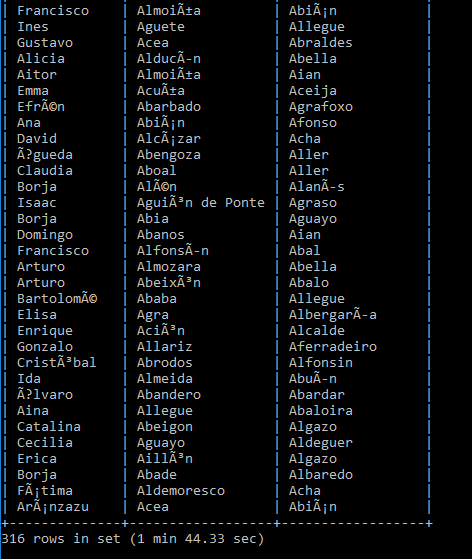 | Francisco | AlmoiÃ±a | AbiÃ¡n |
| Ines | Aguete | Allegue |
| Gustavo | Acea | Abraldes |
| Alicia | AlducÃ-n | Abella |
| Aitor | AlmoiÃ±a | Aian |
| Emma | AcuÃ±a | Aceija |
| EfrÃ©n | Abarbado | Agrafoxo |
| Ana | AbiÃ¡n | Afonso |
| David | AlcÃ¡zar | Acha |
| Ã?gueda | Abengoza | Aller |
| Claudia | Aboal | Aller |
| Borja | AlÃ©n | AlanÃ-s |
| Isaac | AguiÃ³n de Ponte | Agraso |
| Borja | Abia | Aguayo |
| Domingo | Abanos | Aian |
| Francisco | AlfonsÃ-n | Abal |
| Arturo | Almozara | Abella |
| Arturo | AbeixÃ³n | Abalo |
| BartolomÃ© | Ababa | Allegue |
| Elisa | Agra | AlbergarÃ-a |
| Enrique | AciÃ³n | Alcalde |
| Gonzalo | Allariz | Aferradeiro |
| CristÃ³bal | Abrodos | Alfonsin |
| Ida | Almeida | AbuÃ-n |
| Ã?lvaro | Abandero | Abardar |
| Aina | Allegue | Abaloira |
| Catalina | Abeigon | Algazo |
| Cecilia | Aguayo | Aldeguer |
| Erica | AillÃ³n | Algazo |
| Borja | Abade | Albaredo |
| FÃ¡tima | Aldemoresco | Acha |
| ArÃ¡nzazu | Acea | AbiÃ¡n |
+--------------+------------------+------------------+
316 rows in set (1 min 44.33 sec)